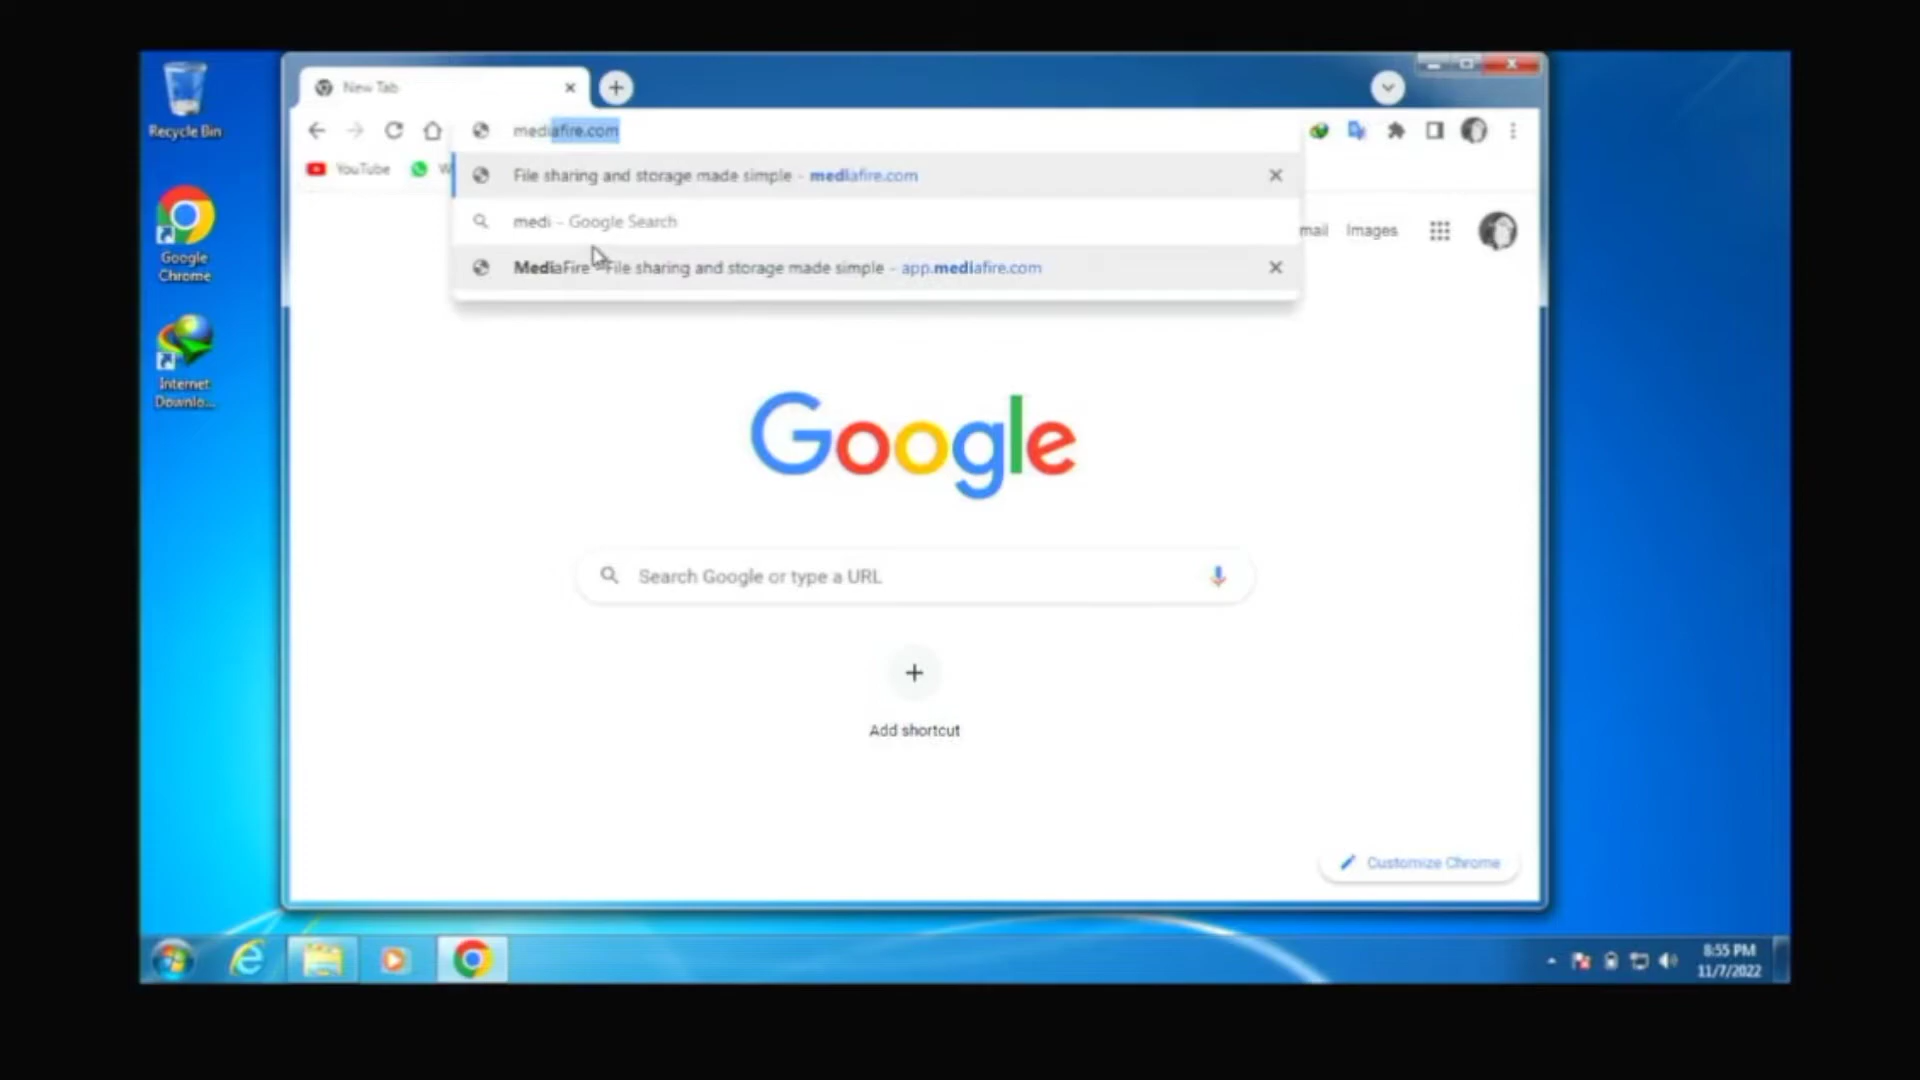 Recycle Bin
Google
Chrome
Internet
Downlo...
New Tab
mediafire.com
YouTube
W
File sharing and storage made simple - mediafire.com
medi - Google Search
MediaFire - File sharing and storage made simple - app.mediafire.com
mail
Images
Google
Search Google or type a URL
Add shortcut
Customize Chrome
8:55 PM
11/7/2022